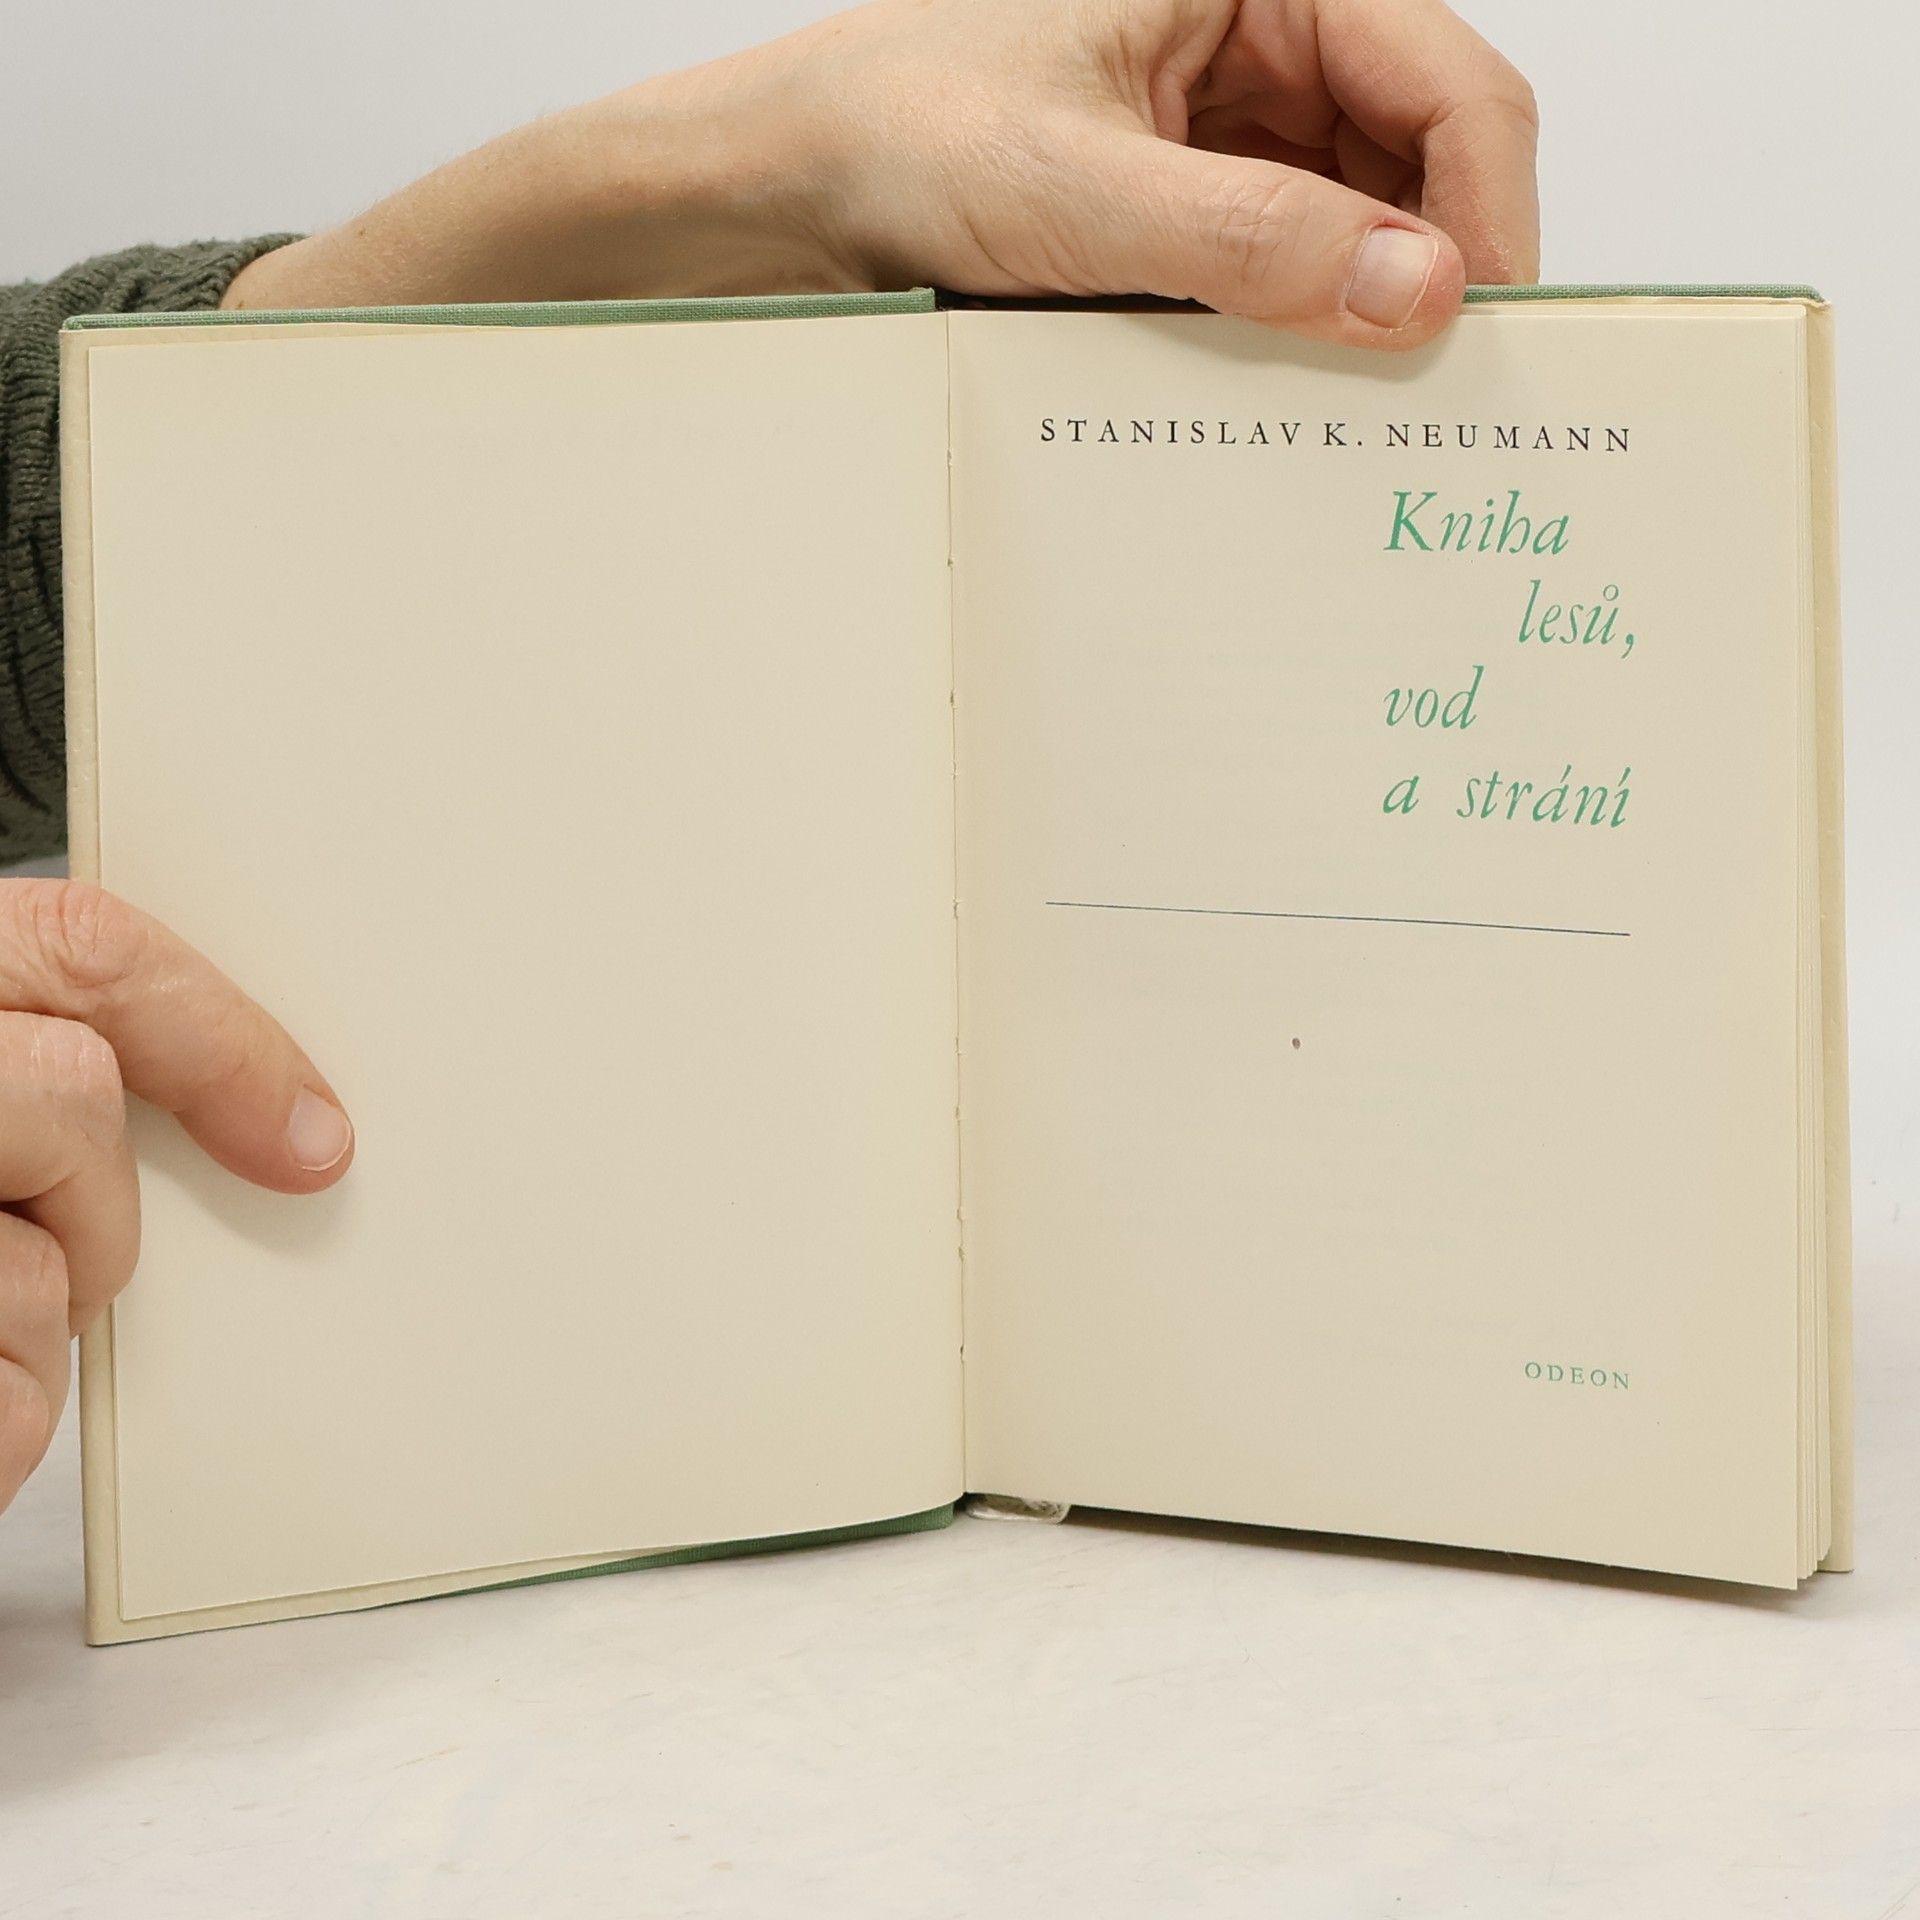 STANISLAV K. NEUMANN
Kniha
lesů,
vod
a strání
ODEON